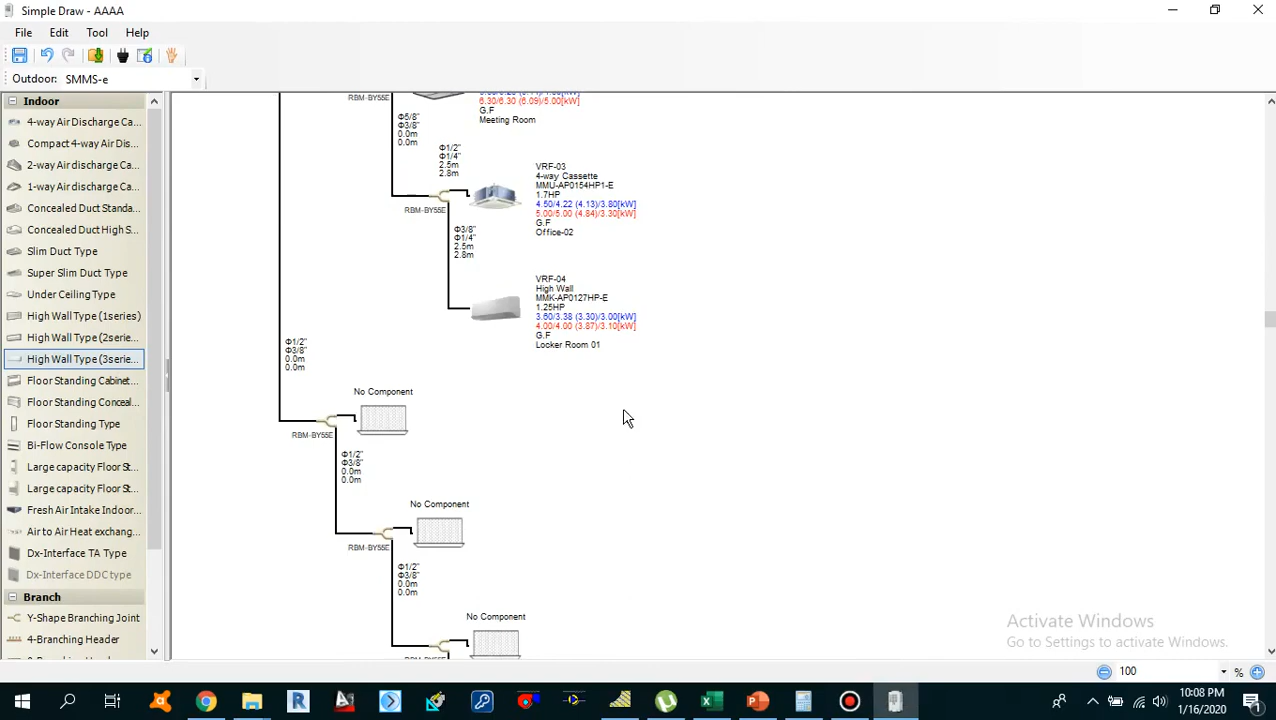 Simple Draw - AAAA
File Edit Tool Help
Outdoor: SMMS-e
Indoor
4-way Air Discharge Ca...
Compact 4-way Air Dis...
2-way Air discharge Ca...
1-way Air discharge Ca...
Concealed Duct Standa...
Concealed Duct High S...
Slim Duct Type
Super Slim Duct Type
Under Ceiling Type
High Wall Type (1series)
High Wall Type (2serie...
High Wall Type (3serie...
Floor Standing Cabinet...
Floor Standing Conceal...
Floor Standing Type
Bi-Flow Console Type
Large capacity Floor St...
Large capacity Floor St...
Fresh Air Intake Indoor...
Air to Air Heat exchang...
Dx-Interface TA Type
Dx-Interface DDC type
Branch
Y-Shape Branching Joint
4-Branching Header
RBM-BY55E
6.30/6.30 (6.09)/5.00[kW]
G.F
Meeting Room
Φ5/8"
Φ3/8"
0.0m
0.0m
Φ1/2"
Φ1/4"
2.5m
2.8m
RBM-BY55E
VRF-03
4-way Cassette
MMU-AP0154HP1-E
1.7HP
4.50/4.22 (4.13)/3.80[kW]
5.00/5.00 (4.84)/3.30[kW]
G.F
Office-02
Φ3/8"
Φ1/4"
2.5m
2.8m
VRF-04
High Wall
MMK-AP0127HP-E
1.25HP
3.60/3.38 (3.30)/3.00[kW]
4.00/4.00 (3.87)/3.10[kW]
G.F
Locker Room 01
Φ1/2"
Φ3/8"
0.0m
0.0m
No Component
RBM-BY55E
Φ1/2"
Φ3/8"
0.0m
0.0m
No Component
RBM-BY55E
Φ1/2"
Φ3/8"
0.0m
0.0m
No Component
Activate Windows
Go to Settings to activate Windows.
100 %
10:08 PM
1/16/2020